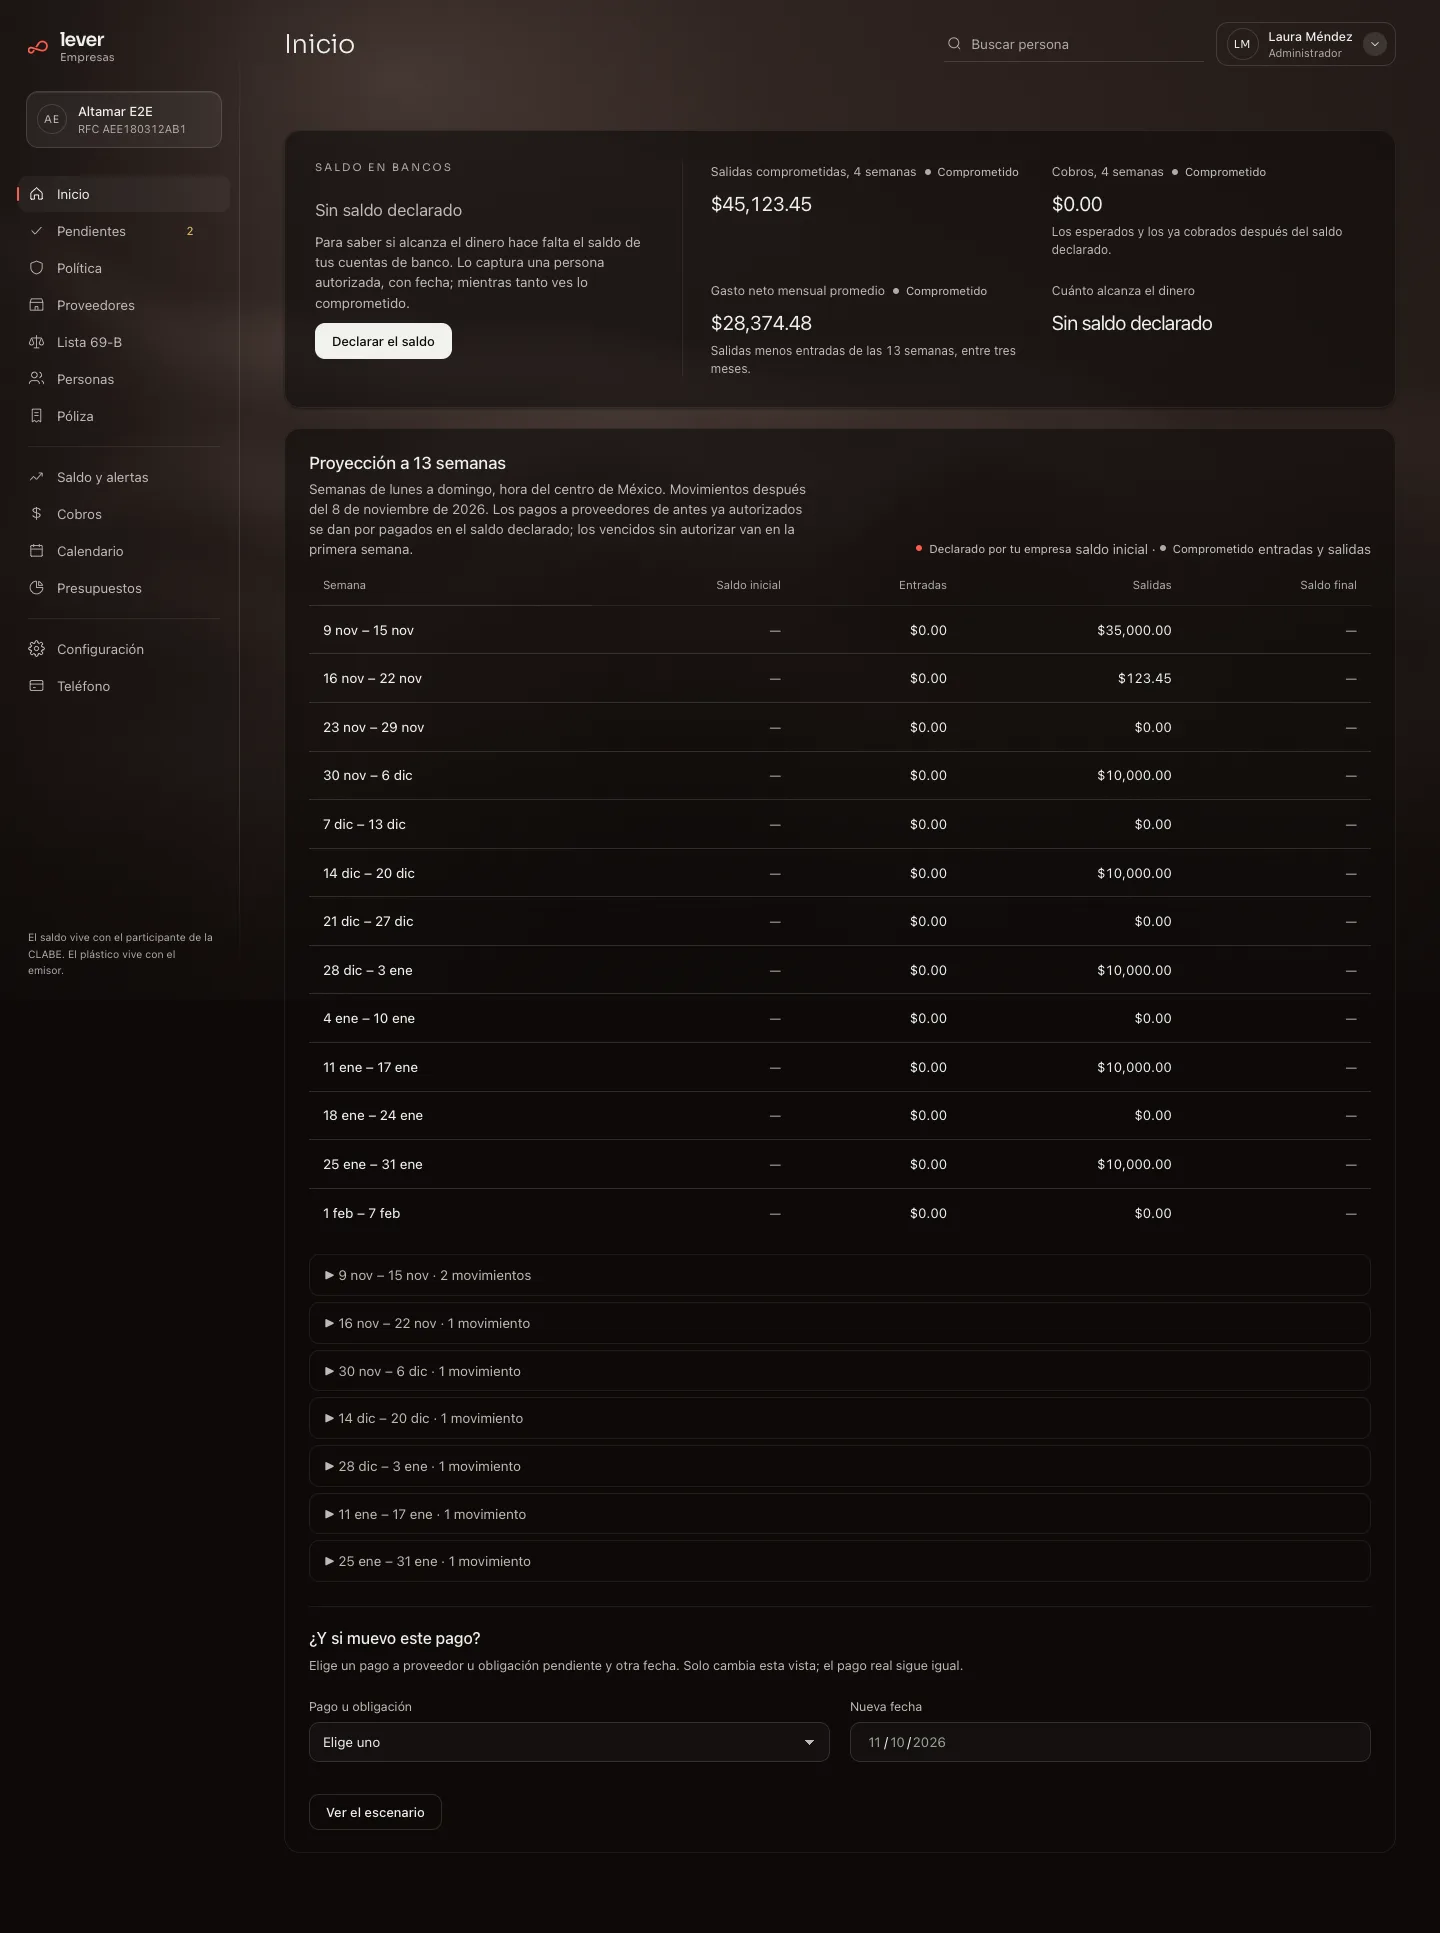 lever
Empresas
AE
Altamar E2E
RFC AEE180312AB1
Inicio
Pendientes 2
Política
Proveedores
Lista 69-B
Personas
Póliza
Saldo y alertas
Cobros
Calendario
Presupuestos
Configuración
Teléfono
El saldo vive con el participante de la
CLABE. El plástico vive con el
emisor.
Inicio
Buscar persona
LM
Laura Méndez
Administrador
SALDO EN BANCOS
Sin saldo declarado
Para saber si alcanza el dinero hace falta el saldo de
tus cuentas de banco. Lo captura una persona
autorizada, con fecha; mientras tanto ves lo
comprometido.
Declarar el saldo
Salidas comprometidas, 4 semanas Comprometido
$45,123.45
Cobros, 4 semanas Comprometido
$0.00
Los esperados y los ya cobrados después del saldo
declarado.
Gasto neto mensual promedio Comprometido
$28,374.48
Salidas menos entradas de las 13 semanas, entre tres
meses.
Cuánto alcanza el dinero
Sin saldo declarado
Proyección a 13 semanas
Semanas de lunes a domingo, hora del centro de México. Movimientos después
del 8 de noviembre de 2026. Los pagos a proveedores de antes ya autorizados
se dan por pagados en el saldo declarado; los vencidos sin autorizar van en la
primera semana.
Declarado por tu empresa saldo inicial · Comprometido entradas y salidas
Semana Saldo inicial Entradas Salidas Saldo final
9 nov – 15 nov — $0.00 $35,000.00 —
16 nov – 22 nov — $0.00 $123.45 —
23 nov – 29 nov — $0.00 $0.00 —
30 nov – 6 dic — $0.00 $10,000.00 —
7 dic – 13 dic — $0.00 $0.00 —
14 dic – 20 dic — $0.00 $10,000.00 —
21 dic – 27 dic — $0.00 $0.00 —
28 dic – 3 ene — $0.00 $10,000.00 —
4 ene – 10 ene — $0.00 $0.00 —
11 ene – 17 ene — $0.00 $10,000.00 —
18 ene – 24 ene — $0.00 $0.00 —
25 ene – 31 ene — $0.00 $10,000.00 —
1 feb – 7 feb — $0.00 $0.00 —
▶ 9 nov – 15 nov · 2 movimientos
▶ 16 nov – 22 nov · 1 movimiento
▶ 30 nov – 6 dic · 1 movimiento
▶ 14 dic – 20 dic · 1 movimiento
▶ 28 dic – 3 ene · 1 movimiento
▶ 11 ene – 17 ene · 1 movimiento
▶ 25 ene – 31 ene · 1 movimiento
¿Y si muevo este pago?
Elige un pago a proveedor u obligación pendiente y otra fecha. Solo cambia esta vista; el pago real sigue igual.
Pago u obligación
Elige uno
Nueva fecha
11/10/2026
Ver el escenario